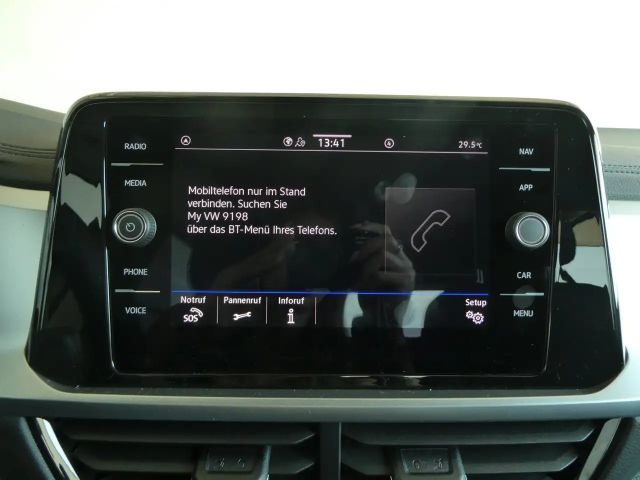 RADIO
MEDIA
PHONE
VOICE
13:41
4
29.5°C
Mobiltelefon nur im Stand
verbinden. Suchen Sie
My VW 9198
über das BT-Menü Ihres Telefons.
Notruf
SOS
Pannenruf
Inforuf
i
Setup
NAV
APP
CAR
MENU